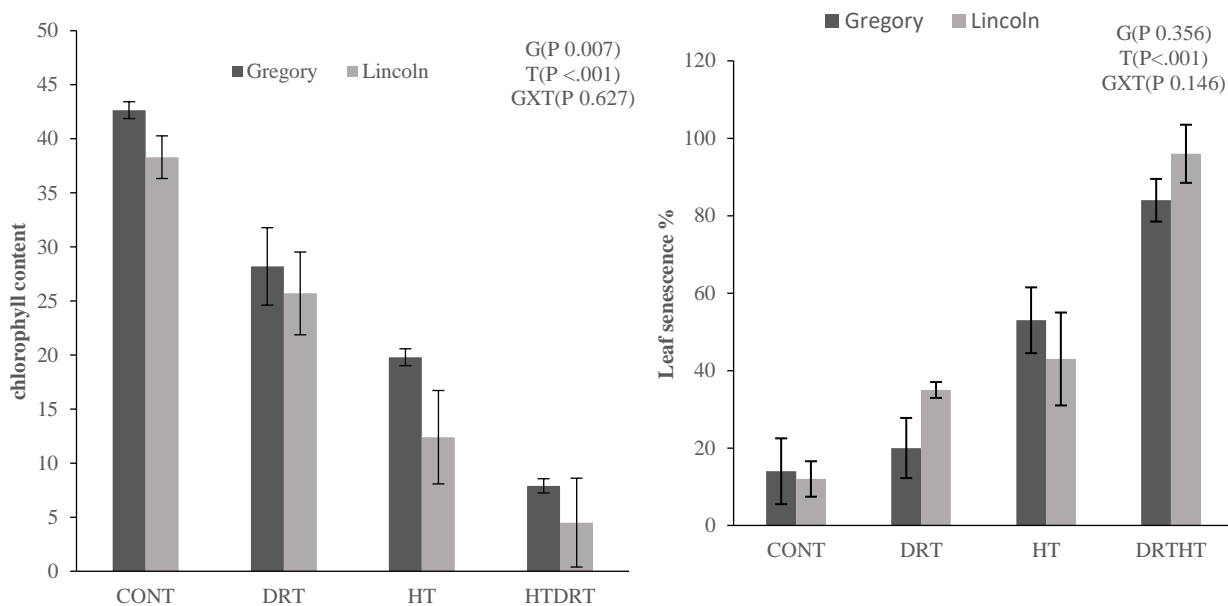 chlorophyll content
50
45
40
35
30
25
20
15
10
5
0
Gregory Lincoln
G(P 0.007)
T(P <.001)
GXT(P 0.627)
CONT DRT HT HTDRT
Gregory Lincoln
G(P 0.356)
T(P<.001)
GXT(P 0.146)
Leaf senescence %
120
100
80
60
40
20
0
CONT DRT HT DRTHT